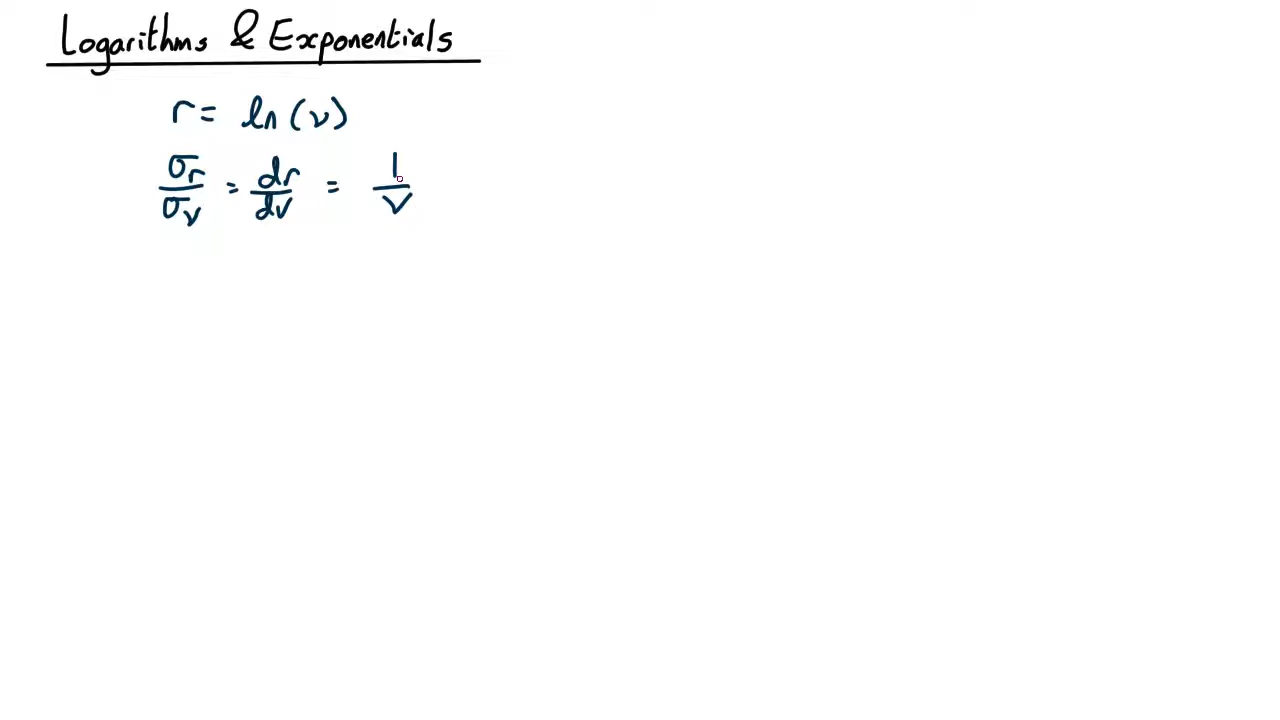 Logarithms & Exponentials
r = ln(v)
σr/σv = dr/dv = 1/v